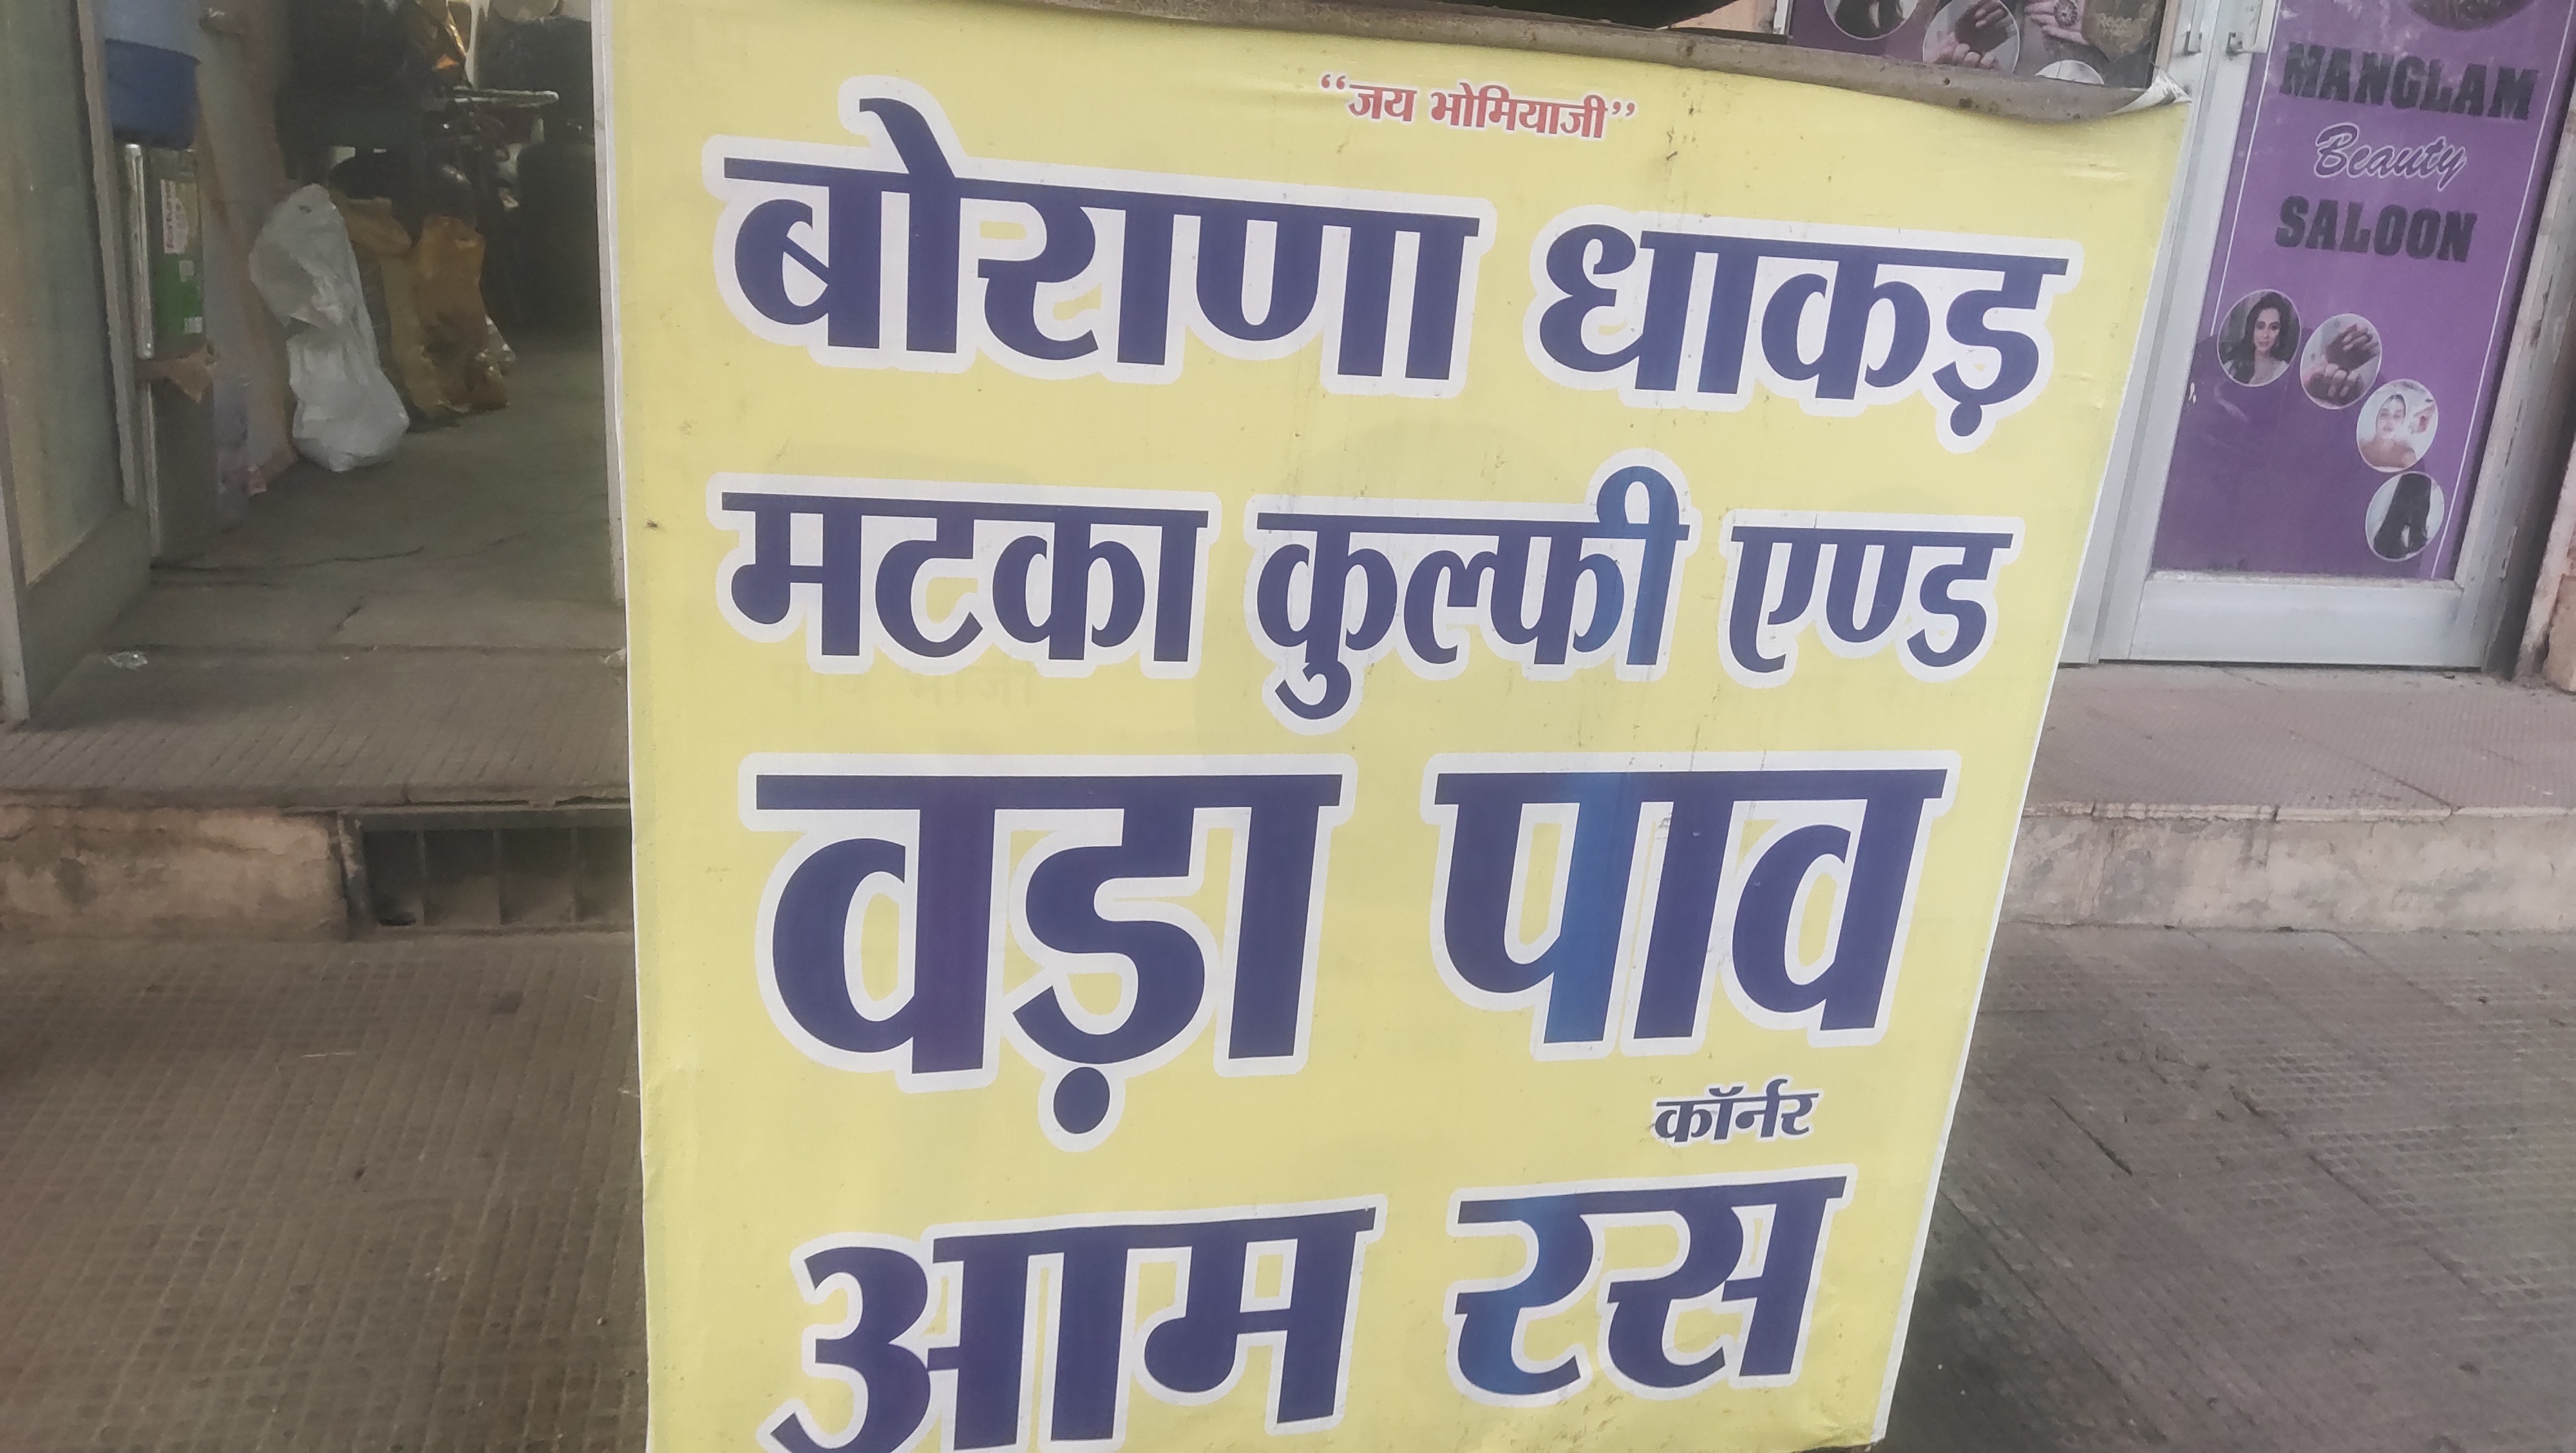 “जय भोमियाजी”
बोराणा धाकड़
मटका कुल्फी एण्ड
वड़ा पाव
कॉर्नर
आम रस
MANGLAM
Beauty
SALOON